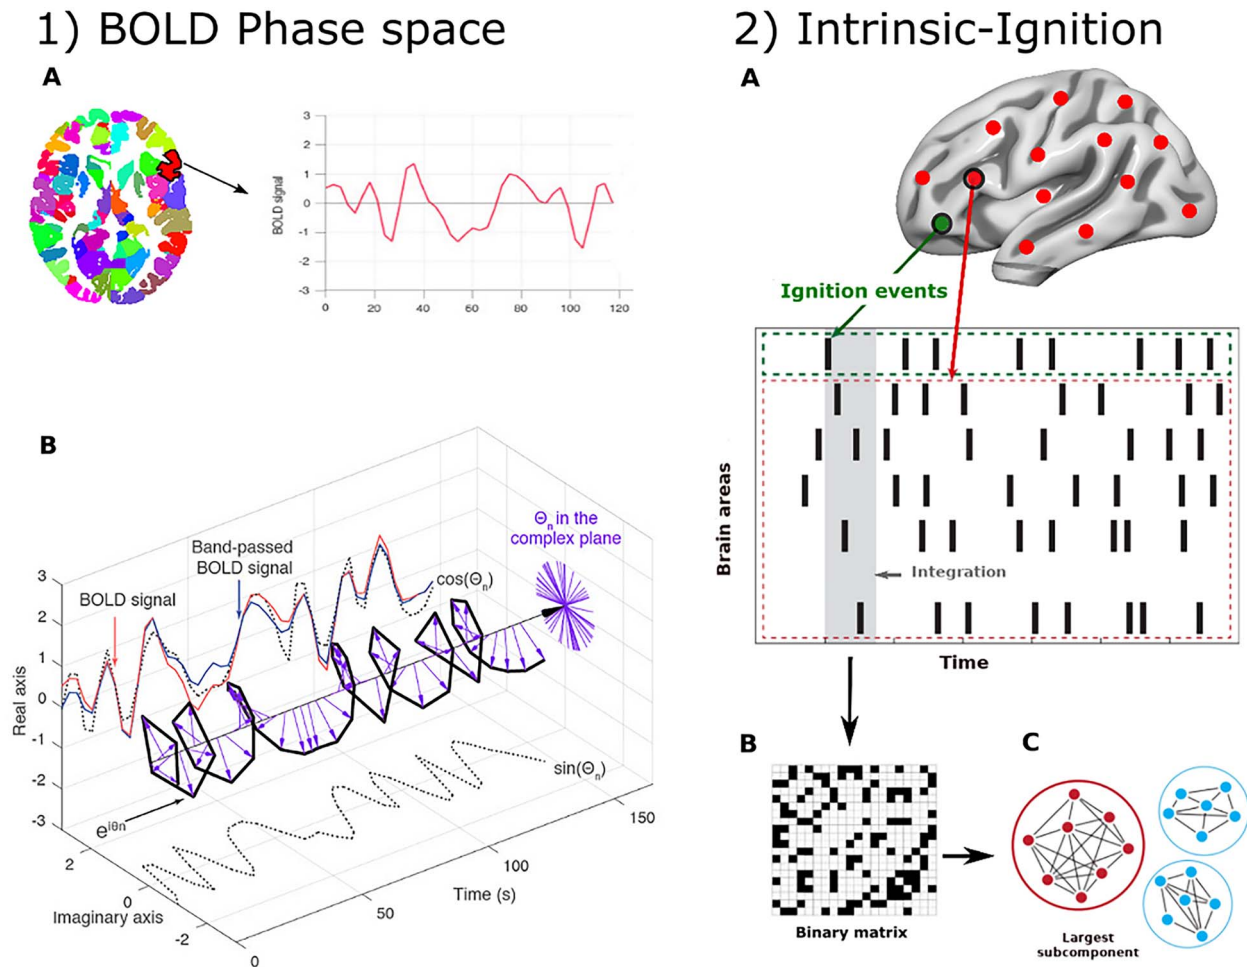 1) BOLD Phase space
A
BOLD signal
3
2
1
0
-1
-2
-3
0 20 40 60 80 100 120
B
Θn in the
complex plane
Band-passed
BOLD signal
cos(Θn)
BOLD signal
3
2
1
0
-1
-2
-3
Real axis
sin(Θn)
e^iθn
2
0
-2
Imaginary axis
0
50
100
150
Time (s)
2) Intrinsic-Ignition
A
Ignition events
Brain areas
Integration
Time
B
Binary matrix
C
Largest
subcomponent